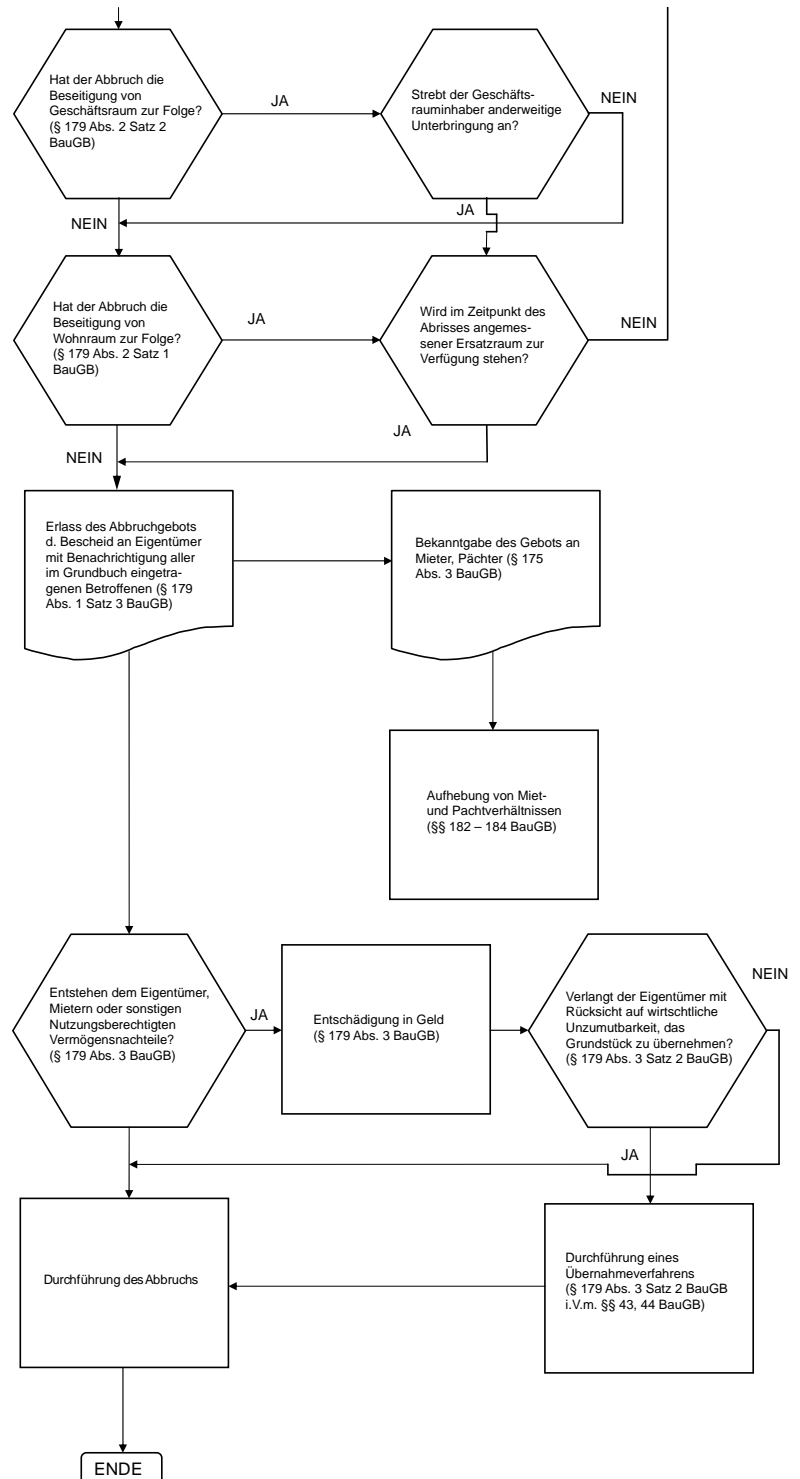 Hat der Abbruch die
Beseitigung von
Geschäftsraum zur Folge?
(§ 179 Abs. 2 Satz 2
BauGB)
JA
Strebt der Geschäfts-
rauminhaber anderweitige
Unterbringung an?
NEIN
JA
NEIN
Hat der Abbruch die
Beseitigung von
Wohnraum zur Folge?
(§ 179 Abs. 2 Satz 1
BauGB)
JA
Wird im Zeitpunkt des
Abrisses angemes-
sener Ersatzraum zur
Verfügung stehen?
NEIN
JA
NEIN
Erlass des Abbruchgebots
d. Bescheid an Eigentümer
mit Benachrichtigung aller
im Grundbuch eingetra-
genen Betroffenen (§ 179
Abs. 1 Satz 3 BauGB)
Bekanntgabe des Gebots an
Mieter, Pächter (§ 175
Abs. 3 BauGB)
Aufhebung von Miet-
und Pachtverhältnissen
(§§ 182 – 184 BauGB)
Entstehen dem Eigentümer,
Mietern oder sonstigen
Nutzungsberechtigten
Vermögensnachteile?
(§ 179 Abs. 3 BauGB)
JA
Entschädigung in Geld
(§ 179 Abs. 3 BauGB)
Verlangt der Eigentümer mit
Rücksicht auf wirtschtliche
Unzumutbarkeit, das
Grundstück zu übernehmen?
(§ 179 Abs. 3 Satz 2 BauGB)
NEIN
JA
Durchführung des Abbruchs
Durchführung eines
Übernahmeverfahrens
(§ 179 Abs. 3 Satz 2 BauGB
i.V.m. §§ 43, 44 BauGB)
ENDE